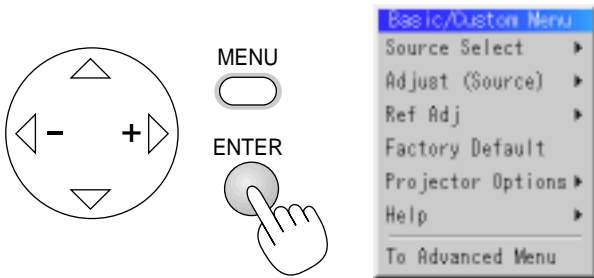 MENU
- +
ENTER
Basic/Custom Menu
Source Select
Adjust (Source)
Ref Adj
Factory Default
Projector Options
Help
To Advanced Menu